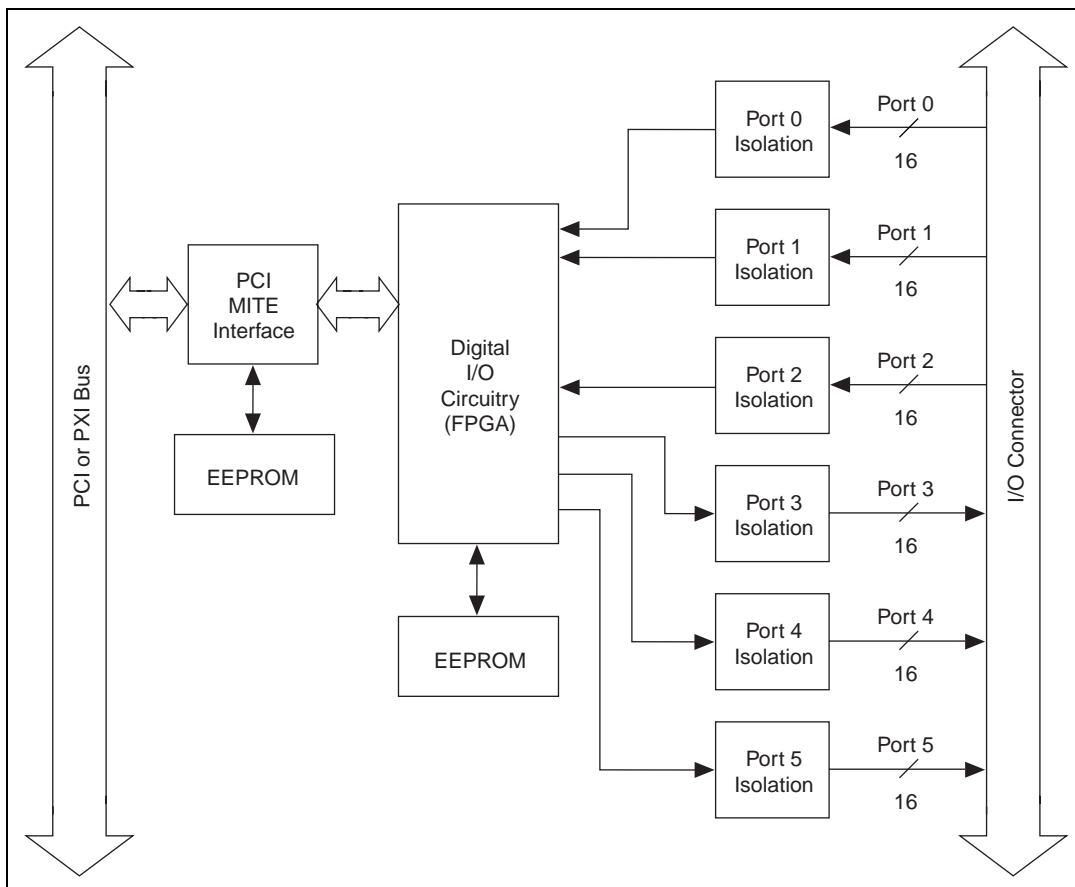 PCI or PXI Bus
PCI
MITE
Interface
EEPROM
Digital
I/O
Circuitry
(FPGA)
EEPROM
Port 0
Isolation
Port 0
16
Port 1
Isolation
Port 1
16
Port 2
Isolation
Port 2
16
Port 3
Isolation
Port 3
16
Port 4
Isolation
Port 4
16
Port 5
Isolation
Port 5
16
I/O Connector